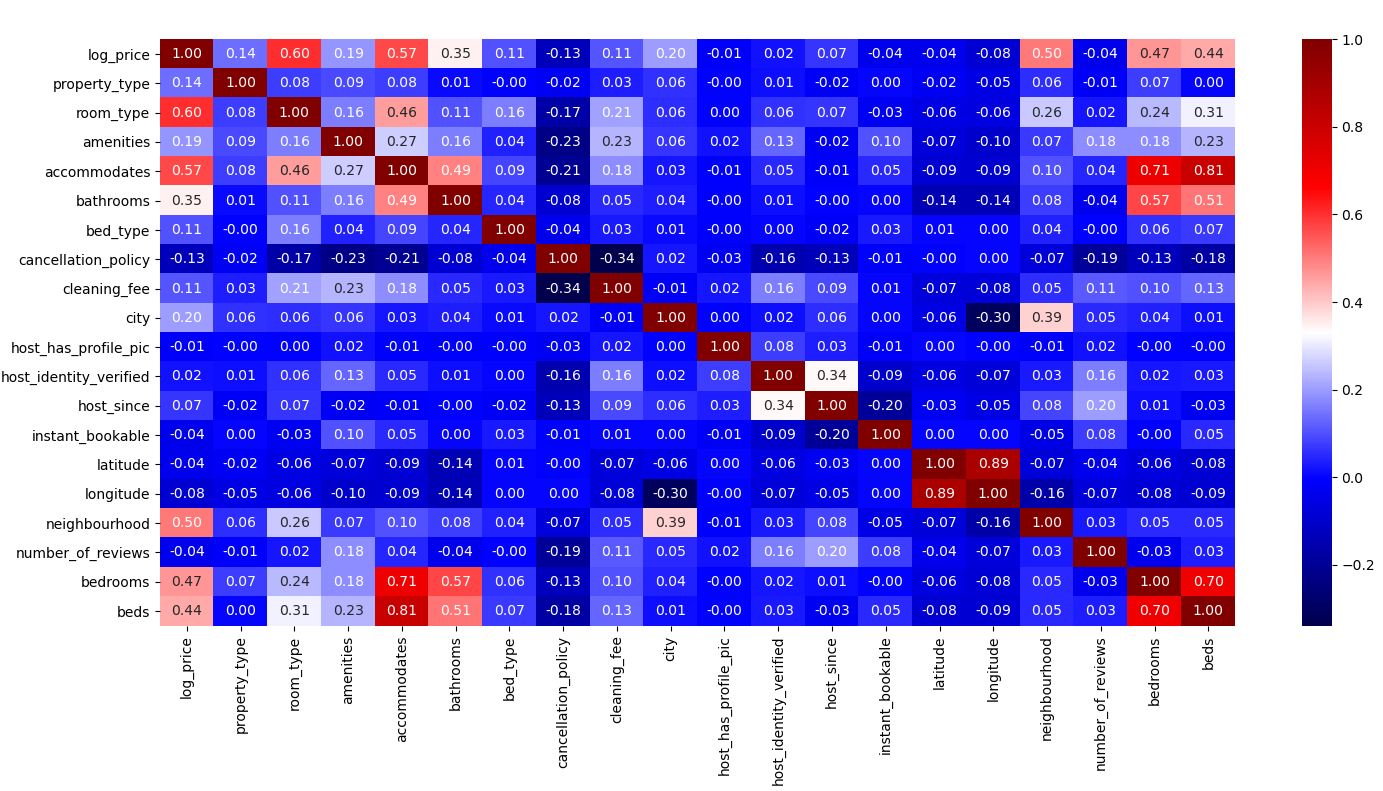 log_price 1.00 0.14 0.60 0.19 0.57 0.35 0.11 -0.13 0.11 0.20 -0.01 0.02 0.07 -0.04 -0.04 -0.08 0.50 -0.04 0.47 0.44 1.0
property_type 0.14 1.00 0.08 0.09 0.08 0.01 -0.00 -0.02 0.03 0.06 -0.00 0.01 -0.02 0.00 -0.02 -0.05 0.06 -0.01 0.07 0.00
room_type 0.60 0.08 1.00 0.16 0.46 0.11 0.16 -0.17 0.21 0.06 0.00 0.06 0.07 -0.03 -0.06 -0.06 0.26 0.02 0.24 0.31
0.8
amenities 0.19 0.09 0.16 1.00 0.27 0.16 0.04 -0.23 0.23 0.06 0.02 0.13 -0.02 0.10 -0.07 -0.10 0.07 0.18 0.18 0.23
accommodates 0.57 0.08 0.46 0.27 1.00 0.49 0.09 -0.21 0.18 0.03 -0.01 0.05 -0.01 0.05 -0.09 -0.09 0.10 0.04 0.71 0.81
bathrooms 0.35 0.01 0.11 0.16 0.49 1.00 0.04 -0.08 0.05 0.04 -0.00 0.01 -0.00 0.00 -0.14 -0.14 0.08 -0.04 0.57 0.51
0.6
bed_type 0.11 -0.00 0.16 0.04 0.09 0.04 1.00 -0.04 0.03 0.01 -0.00 0.00 -0.02 0.03 0.01 0.00 0.04 -0.00 0.06 0.07
cancellation_policy -0.13 -0.02 -0.17 -0.23 -0.21 -0.08 -0.04 1.00 -0.34 0.02 -0.03 -0.16 -0.13 -0.01 -0.00 0.00 -0.07 -0.19 -0.13 -0.18
cleaning_fee 0.11 0.03 0.21 0.23 0.18 0.05 0.03 -0.34 1.00 -0.01 0.02 0.16 0.09 0.01 -0.07 -0.08 0.05 0.11 0.10 0.13
0.4
city 0.20 0.06 0.06 0.06 0.03 0.04 0.01 0.02 -0.01 1.00 0.00 0.02 0.06 0.00 -0.06 -0.30 0.39 0.05 0.04 0.01
host_has_profile_pic -0.01 -0.00 0.00 0.02 -0.01 -0.00 -0.00 -0.03 0.02 0.00 1.00 0.08 0.03 -0.01 0.00 -0.00 -0.01 0.02 -0.00 -0.00
host_identity_verified 0.02 0.01 0.06 0.13 0.05 0.01 0.00 -0.16 0.16 0.02 0.08 1.00 0.34 -0.09 -0.06 -0.07 0.03 0.16 0.02 0.03
0.2
host_since 0.07 -0.02 0.07 -0.02 -0.01 -0.00 -0.02 -0.13 0.09 0.06 0.03 0.34 1.00 -0.20 -0.03 -0.05 0.08 0.20 0.01 -0.03
instant_bookable -0.04 0.00 -0.03 0.10 0.05 0.00 0.03 -0.01 0.01 0.00 -0.01 -0.09 -0.20 1.00 0.00 0.00 -0.05 0.08 -0.00 0.05
latitude -0.04 -0.02 -0.06 -0.07 -0.09 -0.14 0.01 -0.00 -0.07 -0.06 0.00 -0.06 -0.03 0.00 1.00 0.89 -0.07 -0.04 -0.06 -0.08
0.0
longitude -0.08 -0.05 -0.06 -0.10 -0.09 -0.14 0.00 0.00 -0.08 -0.30 -0.00 -0.07 -0.05 0.00 0.89 1.00 -0.16 -0.07 -0.08 -0.09
neighbourhood 0.50 0.06 0.26 0.07 0.10 0.08 0.04 -0.07 0.05 0.39 -0.01 0.03 0.08 -0.05 -0.07 -0.16 1.00 0.03 0.05 0.05
number_of_reviews -0.04 -0.01 0.02 0.18 0.04 -0.04 -0.00 -0.19 0.11 0.05 0.02 0.16 0.20 0.08 -0.04 -0.07 0.03 1.00 -0.03 0.03
−0.2
bedrooms 0.47 0.07 0.24 0.18 0.71 0.57 0.06 -0.13 0.10 0.04 -0.00 0.02 0.01 -0.00 -0.06 -0.08 0.05 -0.03 1.00 0.70
beds 0.44 0.00 0.31 0.23 0.81 0.51 0.07 -0.18 0.13 0.01 -0.00 0.03 -0.03 0.05 -0.08 -0.09 0.05 0.03 0.70 1.00
log_price
property_type
room_type
amenities
accommodates
bathrooms
bed_type
cancellation_policy
cleaning_fee
city
host_has_profile_pic
host_identity_verified
host_since
instant_bookable
latitude
longitude
neighbourhood
number_of_reviews
bedrooms
beds